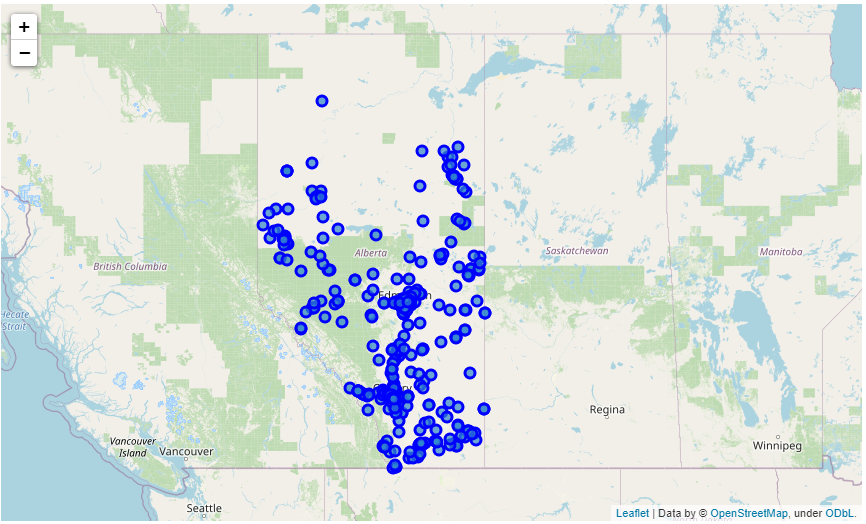 +
−
Alberta
British Columbia
Saskatchewan
Manitoba
Hecate
Strait
Regina
Winnipeg
Vancouver
Island
Vancouver
Seattle
Leaflet | Data by © OpenStreetMap, under ODbL.